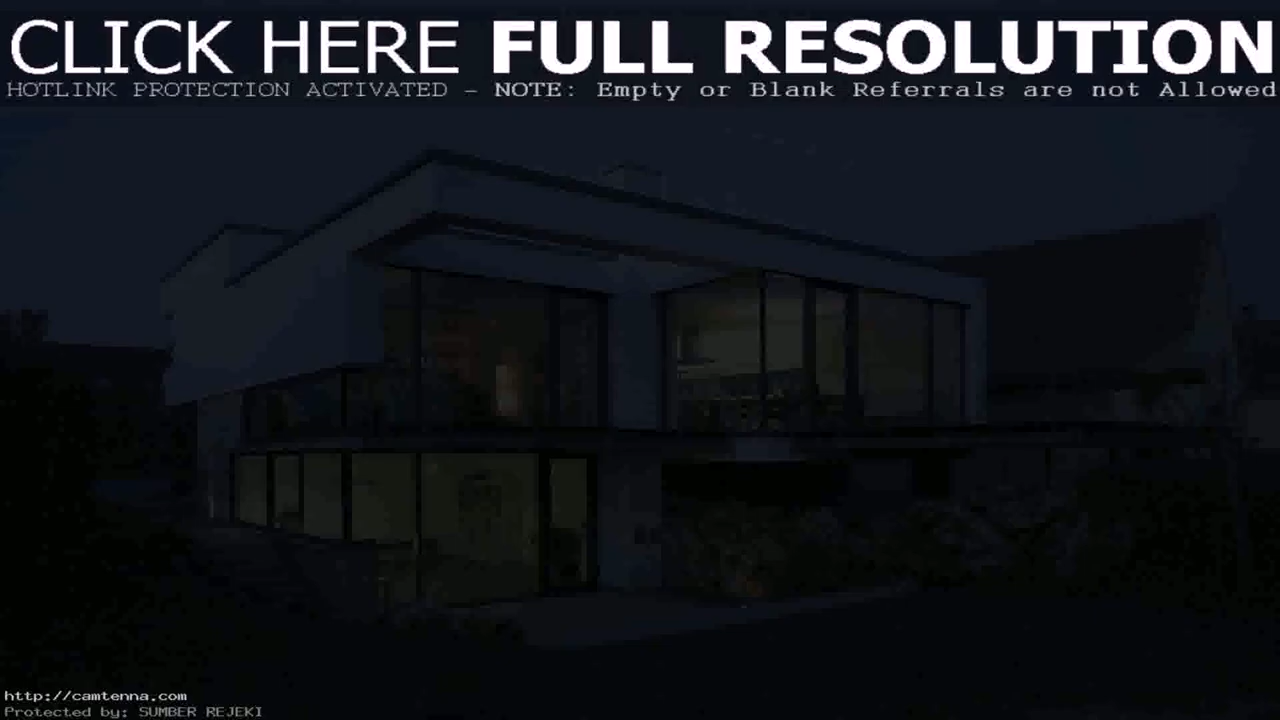 CLICK HERE FULL RESOLUTION
HOTLINK PROTECTION ACTIVATED - NOTE: Empty or Blank Referrals are not Allowed
http://camtenna.com
Protected by: SUMBER REJEKI